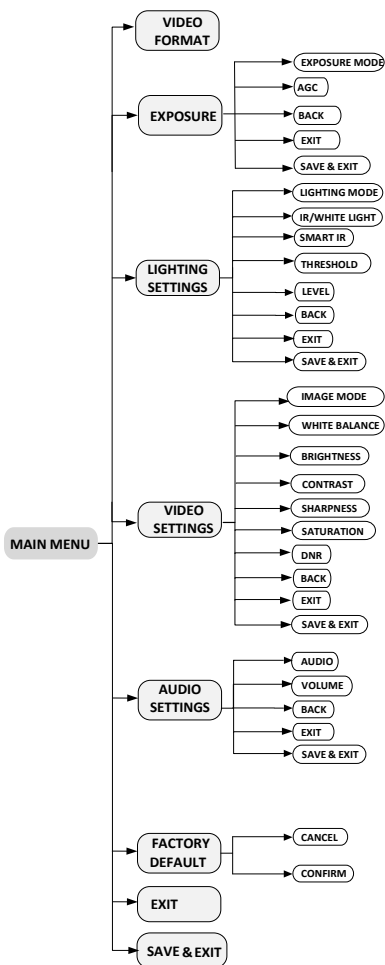 VIDEO
FORMAT
EXPOSURE
EXPOSURE MODE
AGC
BACK
EXIT
SAVE & EXIT
LIGHTING
SETTINGS
LIGHTING MODE
IR/WHITE LIGHT
SMART IR
THRESHOLD
LEVEL
BACK
EXIT
SAVE & EXIT
MAIN MENU
VIDEO
SETTINGS
IMAGE MODE
WHITE BALANCE
BRIGHTNESS
CONTRAST
SHARPNESS
SATURATION
DNR
BACK
EXIT
SAVE & EXIT
AUDIO
SETTINGS
AUDIO
VOLUME
BACK
EXIT
SAVE & EXIT
FACTORY
DEFAULT
CANCEL
CONFIRM
EXIT
SAVE & EXIT